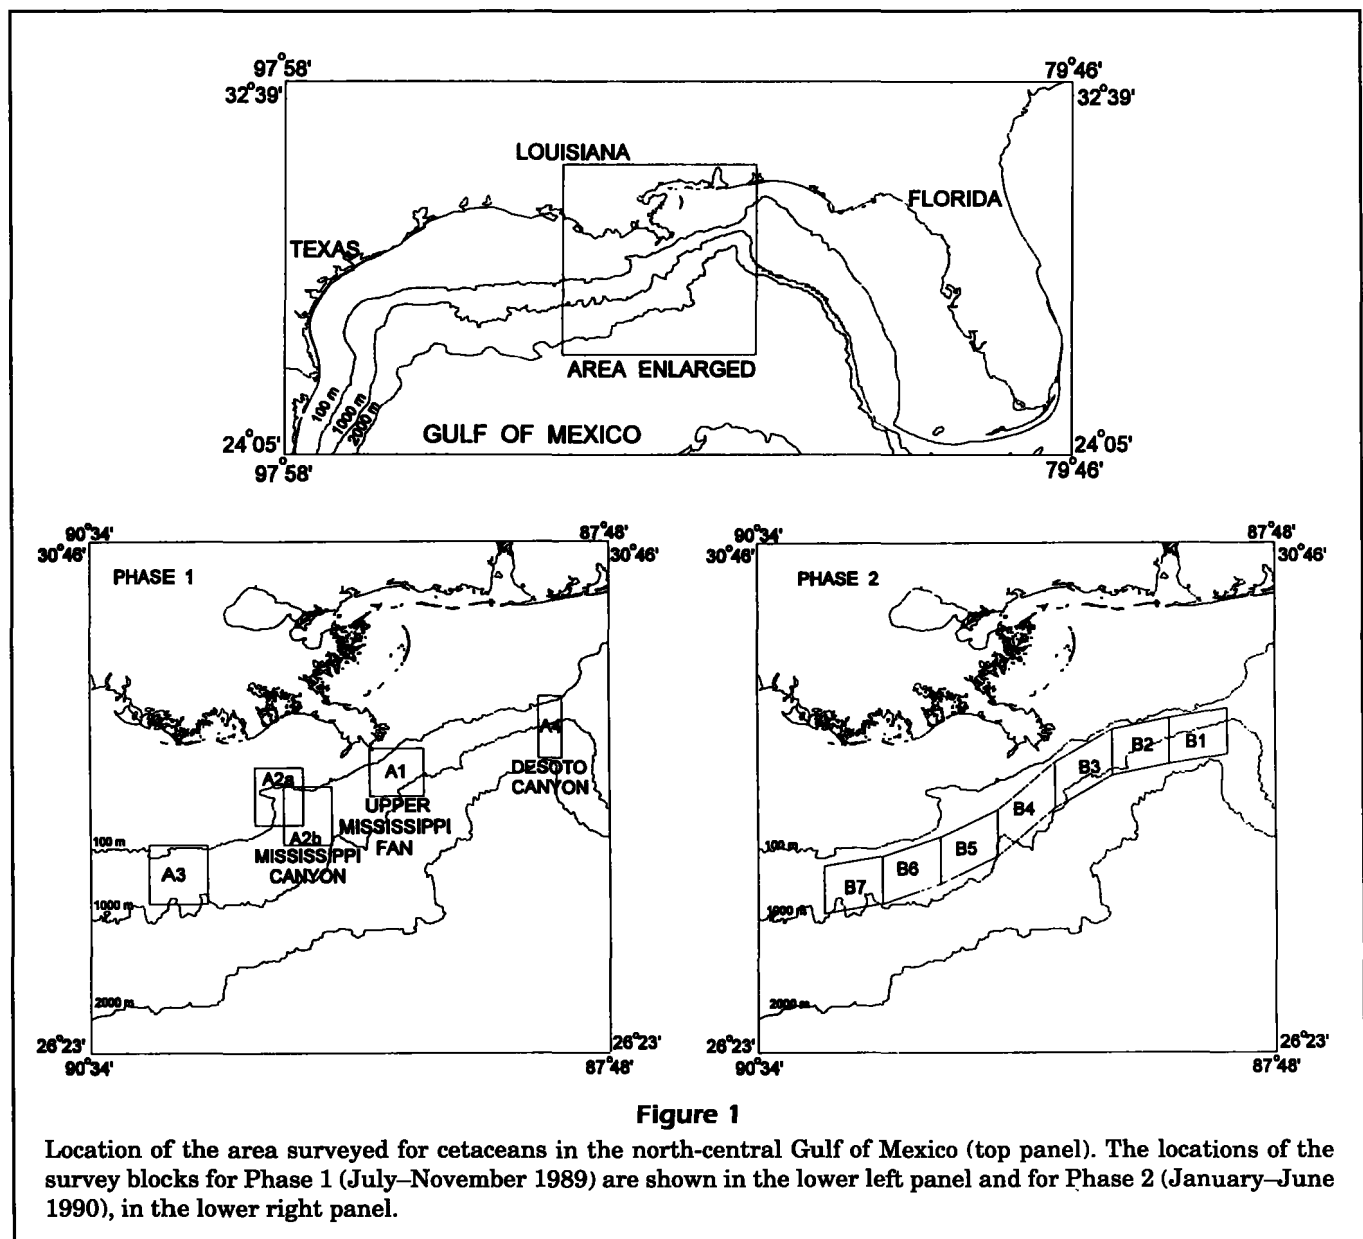 97°58'
79°46'
32°39'
32°39'
LOUISIANA
FLORIDA
TEXAS
AREA ENLARGED
100 m
1000 m
2000 m
GULF OF MEXICO
24°05'
24°05'
97°58'
79°46'
90°34'
87°48'
30°46'
30°46'
PHASE 1
A4
DESOTO
CANYON
A1
A2a
UPPER
MISSISSIPPI
FAN
A2b
MISSISSIPPI
CANYON
100 m
A3
1000 m
2000 m
26°23'
26°23'
90°34'
87°48'
90°34'
87°48'
30°46'
30°46'
PHASE 2
B1
B2
B3
B4
B5
B6
B7
100 m
1000 m
2000 m
26°23'
26°23'
90°34'
87°48'
Figure 1
Location of the area surveyed for cetaceans in the north-central Gulf of Mexico (top panel). The locations of the
survey blocks for Phase 1 (July–November 1989) are shown in the lower left panel and for Phase 2 (January–June
1990), in the lower right panel.